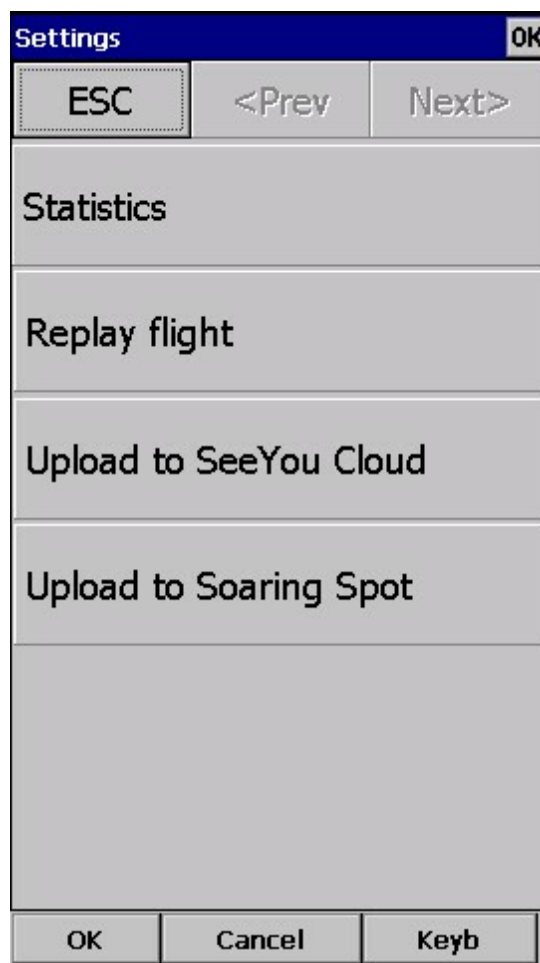 Settings OK
ESC <Prev Next>
Statistics
Replay flight
Upload to SeeYou Cloud
Upload to Soaring Spot
OK Cancel Keyb